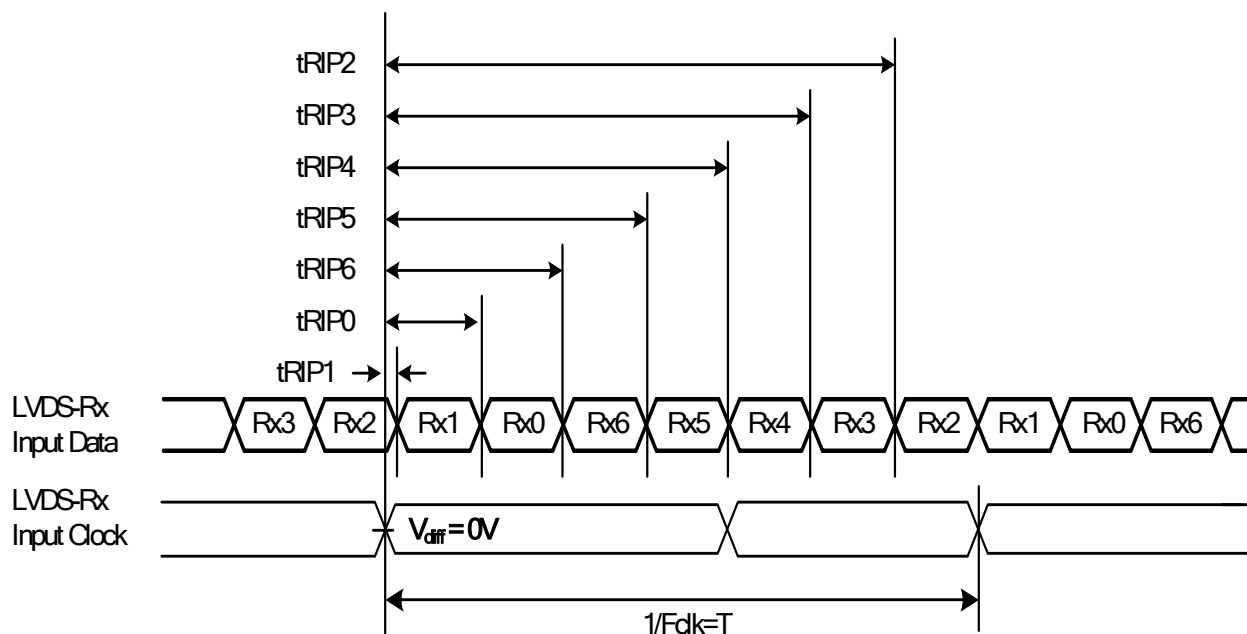 tRIP2
tRIP3
tRIP4
tRIP5
tRIP6
tRIP0
tRIP1
LVDS-Rx
Input Data
Rx3 Rx2 Rx1 Rx0 Rx6 Rx5 Rx4 Rx3 Rx2 Rx1 Rx0 Rx6
LVDS-Rx
Input Clock
Vdiff = 0V
1/Fclk=T